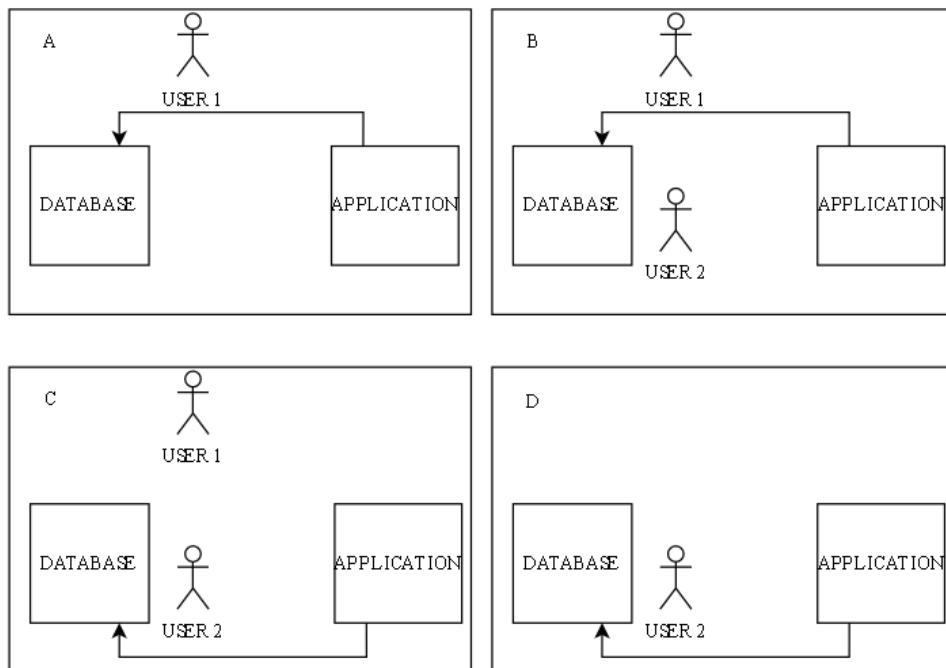 A
USER 1
DATABASE
APPLICATION
B
USER 1
DATABASE
APPLICATION
USER 2
C
USER 1
DATABASE
APPLICATION
USER 2
D
DATABASE
APPLICATION
USER 2